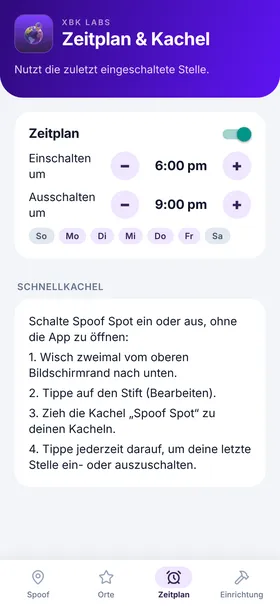 XBK LABS
Zeitplan & Kachel
Nutzt die zuletzt eingeschaltete Stelle.
Zeitplan
Einschalten
um
− 6:00 pm +
Ausschalten
um
− 9:00 pm +
So Mo Di Mi Do Fr Sa
SCHNELLKACHEL
Schalte Spoof Spot ein oder aus, ohne
die App zu öffnen:
1. Wisch zweimal vom oberen
Bildschirmrand nach unten.
2. Tippe auf den Stift (Bearbeiten).
3. Zieh die Kachel „Spoof Spot“ zu
deinen Kacheln.
4. Tippe jederzeit darauf, um deine letzte
Stelle ein- oder auszuschalten.
Spoof Orte Zeitplan Einrichtung